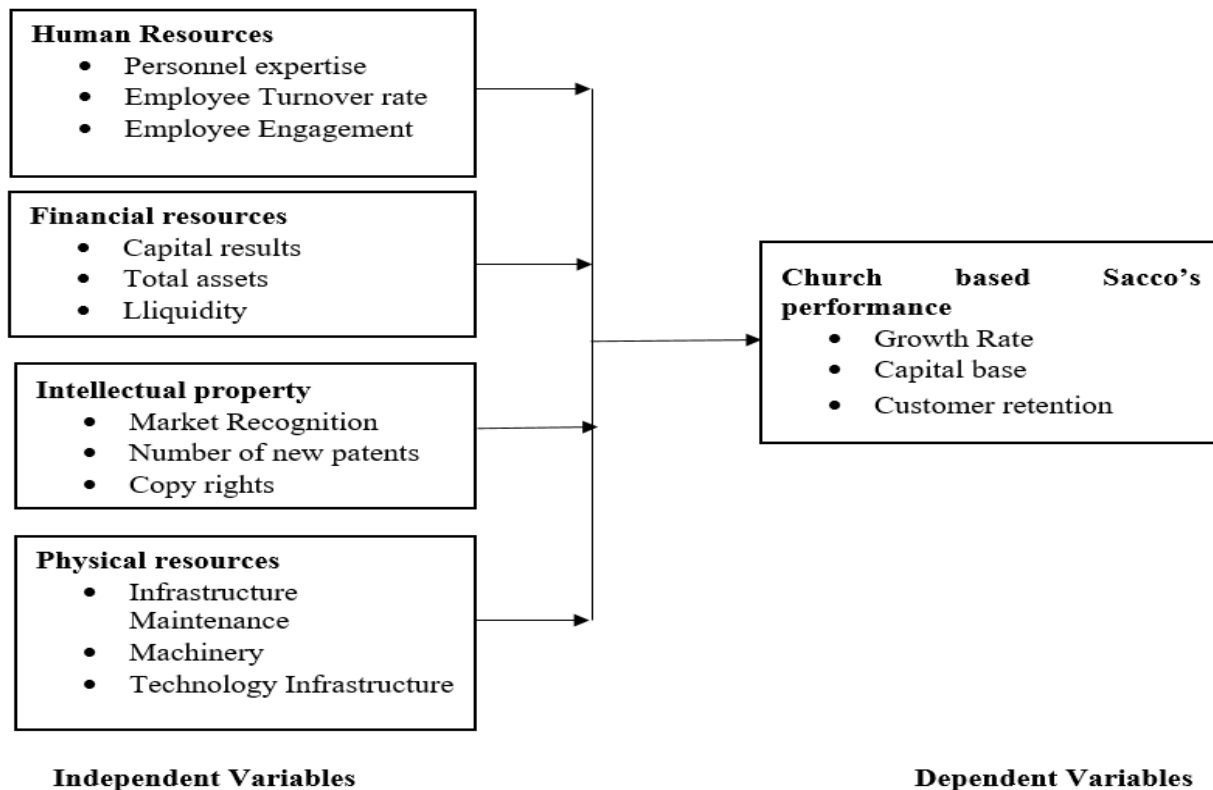 Human Resources
• Personnel expertise
• Employee Turnover rate
• Employee Engagement
Financial resources
• Capital results
• Total assets
• Lliquidity
Intellectual property
• Market Recognition
• Number of new patents
• Copy rights
Physical resources
• Infrastructure
Maintenance
• Machinery
• Technology Infrastructure
Church based Sacco’s
performance
• Growth Rate
• Capital base
• Customer retention
Independent Variables
Dependent Variables